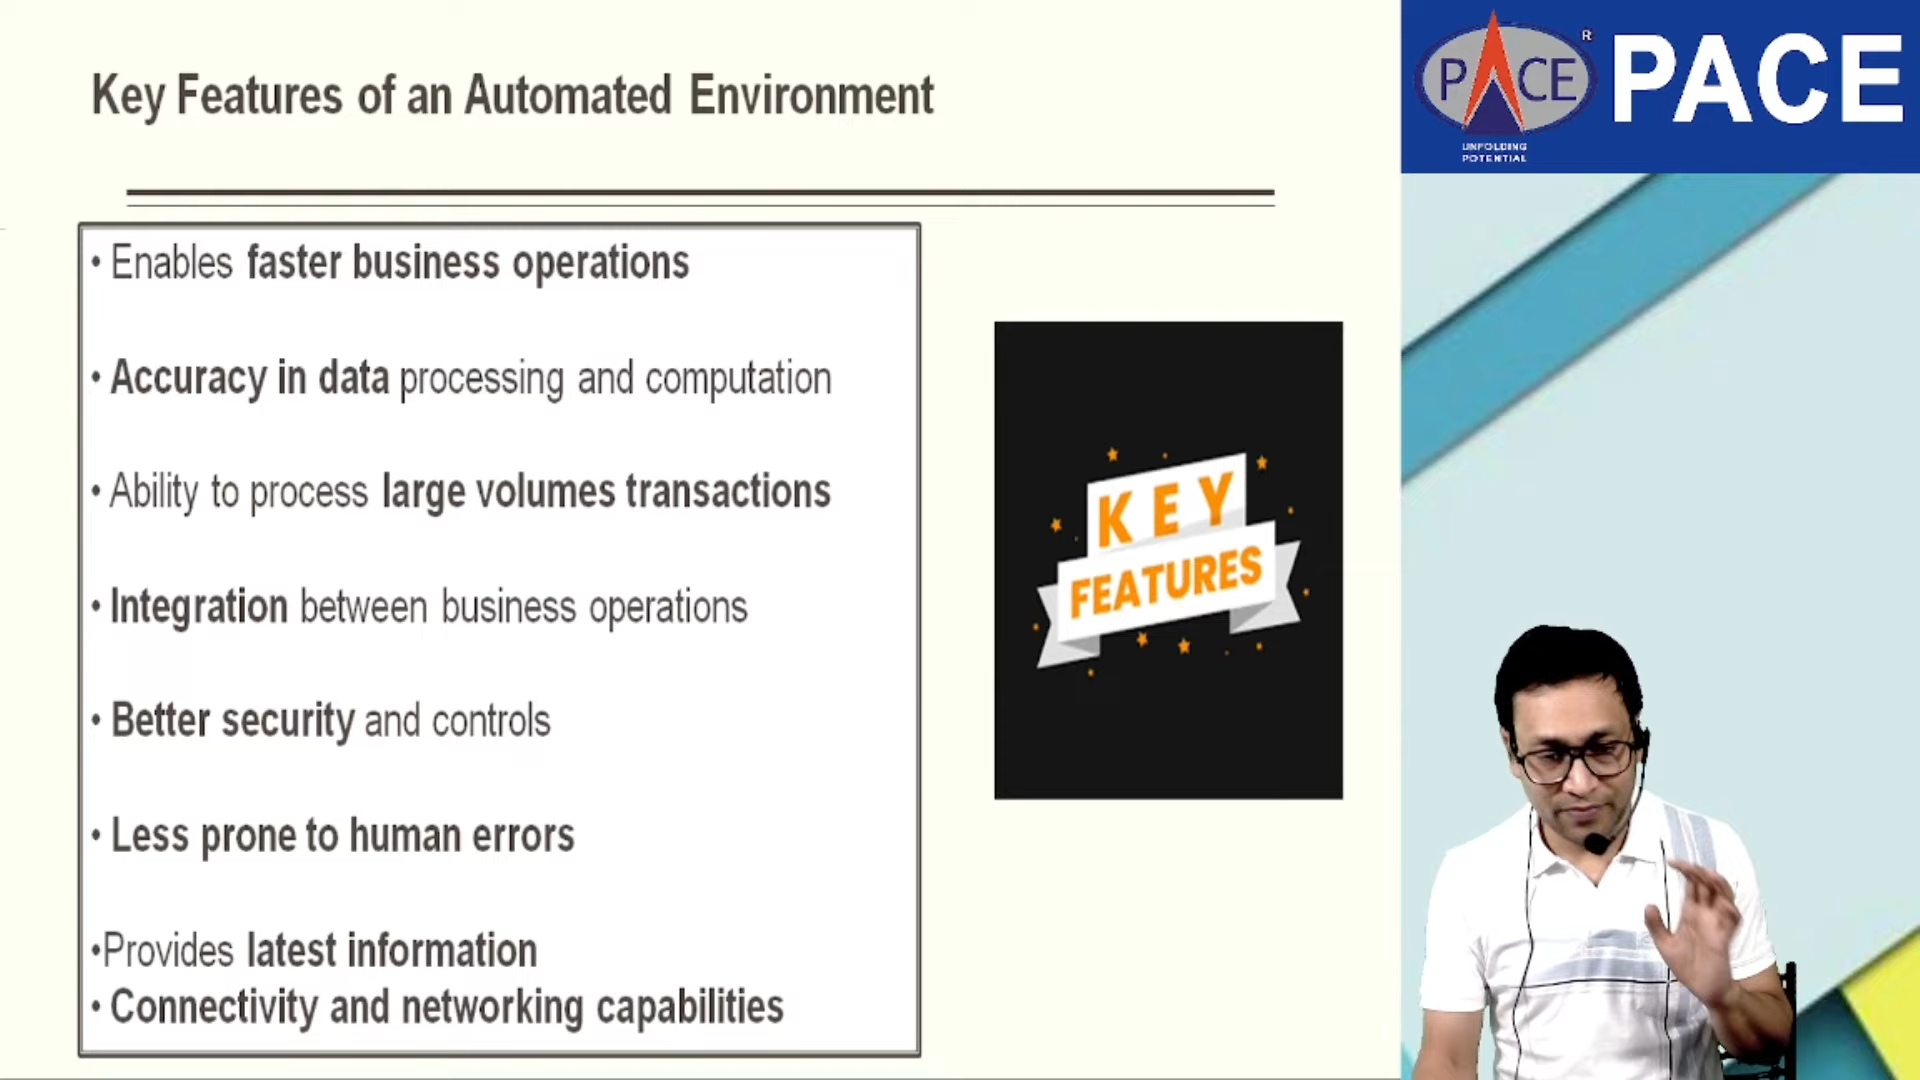 Key Features of an Automated Environment
• Enables faster business operations
• Accuracy in data processing and computation
• Ability to process large volumes transactions
• Integration between business operations
• Better security and controls
• Less prone to human errors
•Provides latest information
• Connectivity and networking capabilities
KEY
FEATURES
PACE
R
UNFOLDING
POTENTIAL
PACE